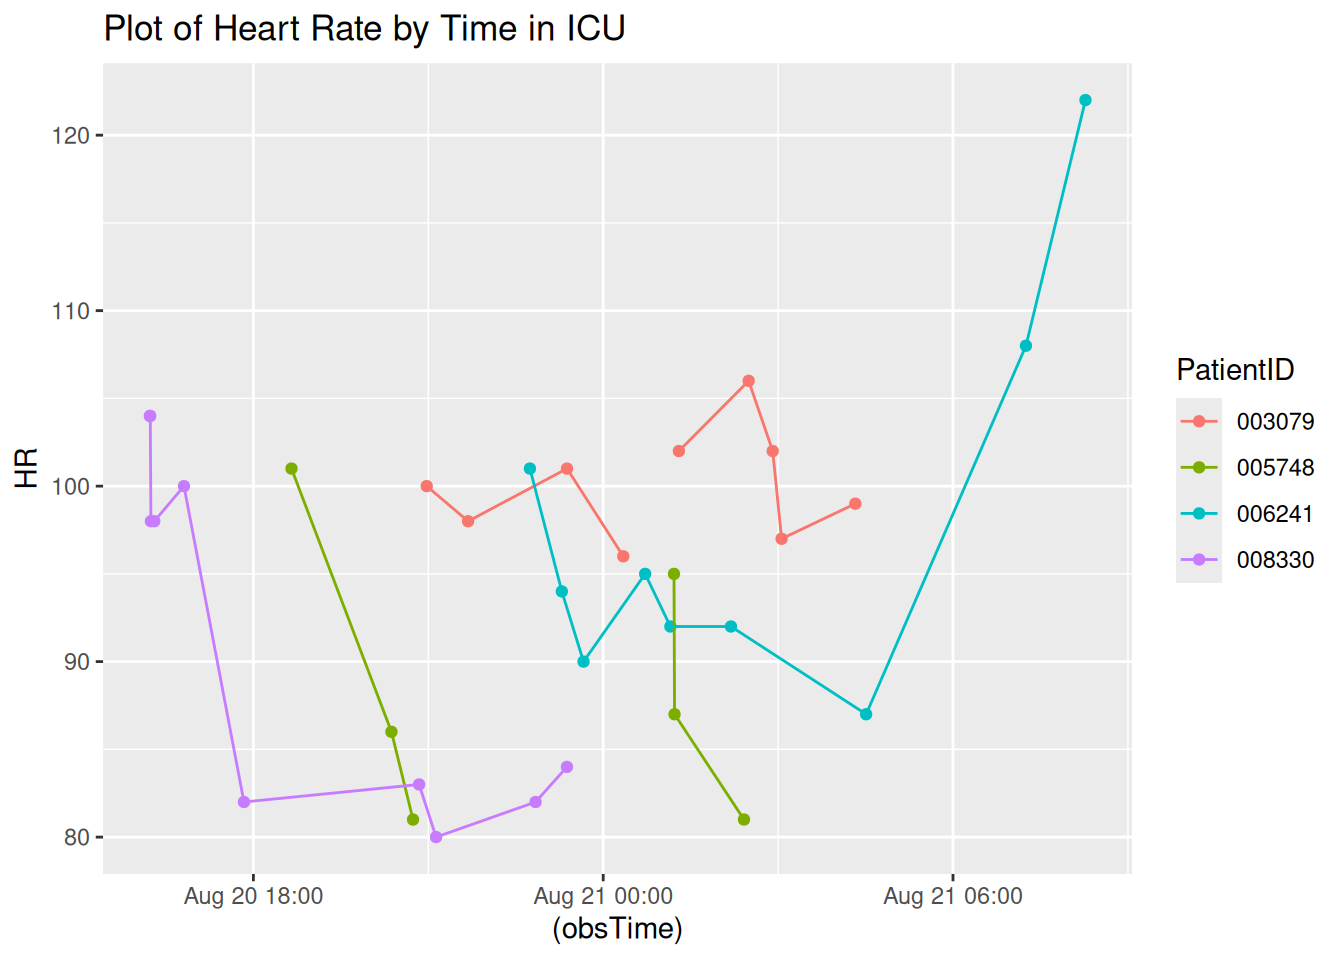 Plot of Heart Rate by Time in ICU
HR
120
110
100
90
80
Aug 20 18:00
Aug 21 00:00
Aug 21 06:00
(obsTime)
PatientID
003079
005748
006241
008330